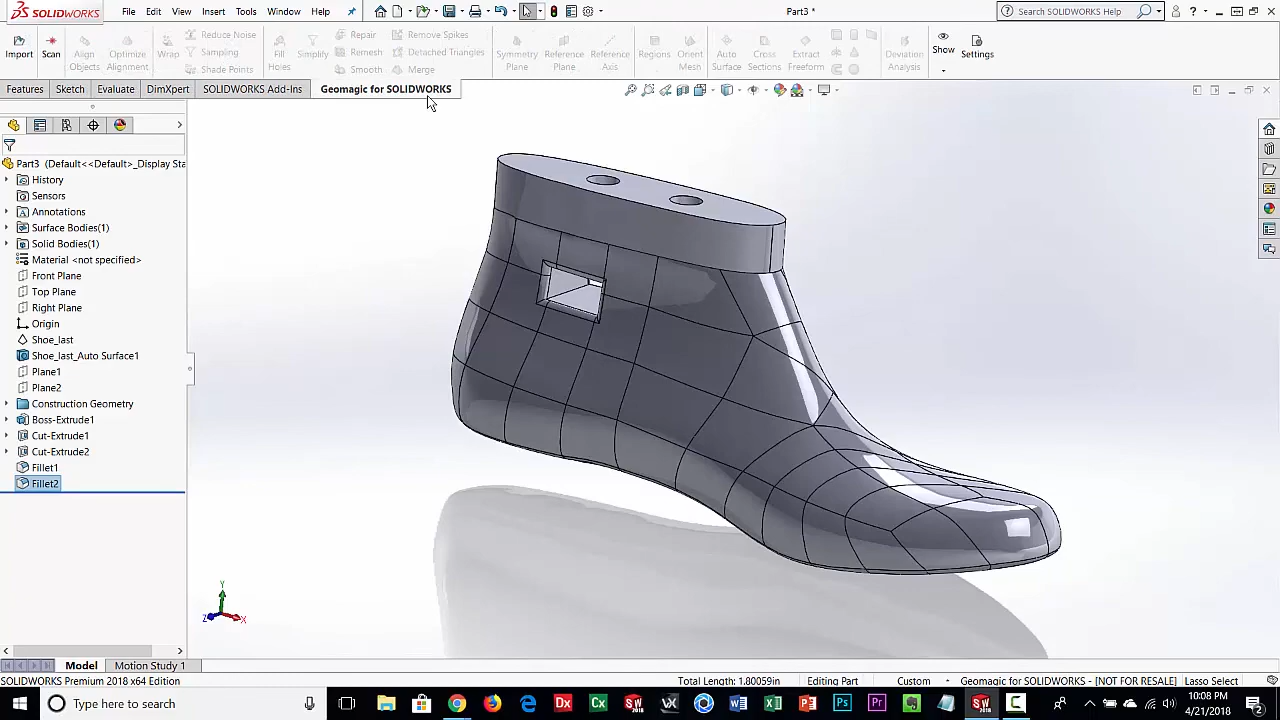 SOLIDWORKS File Edit View Insert Tools Window Help Part3 * Search SOLIDWORKS Help
Import Scan Align Objects Optimize Alignment Reduce Noise Sampling Shade Points Wrap Fill Holes Simplify Repair Remesh Smooth Remove Spikes Detached Triangles Merge Symmetry Plane Reference Plane Reference Axis Regions Orient Mesh Auto Surface Cross Sections Extract Freeform Deviation Analysis Show Settings
Features Sketch Evaluate DimXpert SOLIDWORKS Add-Ins Geomagic for SOLIDWORKS
Part3 (Default<<Default>_Display Sta
History
Sensors
Annotations
Surface Bodies(1)
Solid Bodies(1)
Material <not specified>
Front Plane
Top Plane
Right Plane
Origin
Shoe_last
Shoe_last_Auto Surface1
Plane1
Plane2
Construction Geometry
Boss-Extrude1
Cut-Extrude1
Cut-Extrude2
Fillet1
Fillet2
Y
Z X
Model Motion Study 1
SOLIDWORKS Premium 2018 x64 Edition Total Length: 1.80059in Editing Part Custom Geomagic for SOLIDWORKS - [NOT FOR RESALE] Lasso Select
Type here to search 10:08 PM
4/21/2018